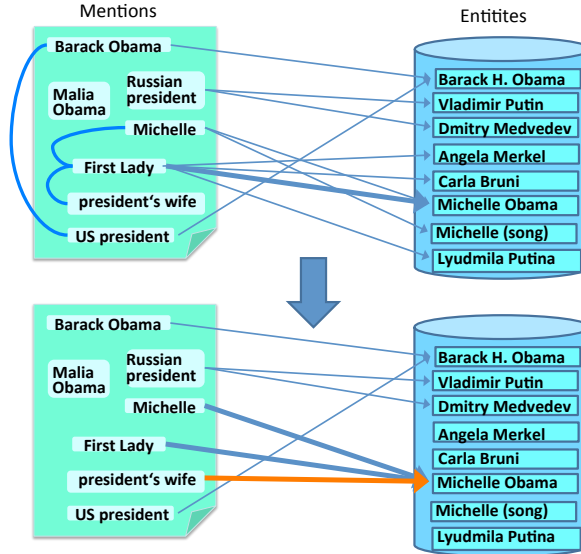 Mentions
Entitites
Barack Obama
Malia
Obama
Russian
president
Michelle
First Lady
president's wife
US president
Barack H. Obama
Vladimir Putin
Dmitry Medvedev
Angela Merkel
Carla Bruni
Michelle Obama
Michelle (song)
Lyudmila Putina
Barack Obama
Malia
Obama
Russian
president
Michelle
First Lady
president's wife
US president
Barack H. Obama
Vladimir Putin
Dmitry Medvedev
Angela Merkel
Carla Bruni
Michelle Obama
Michelle (song)
Lyudmila Putina